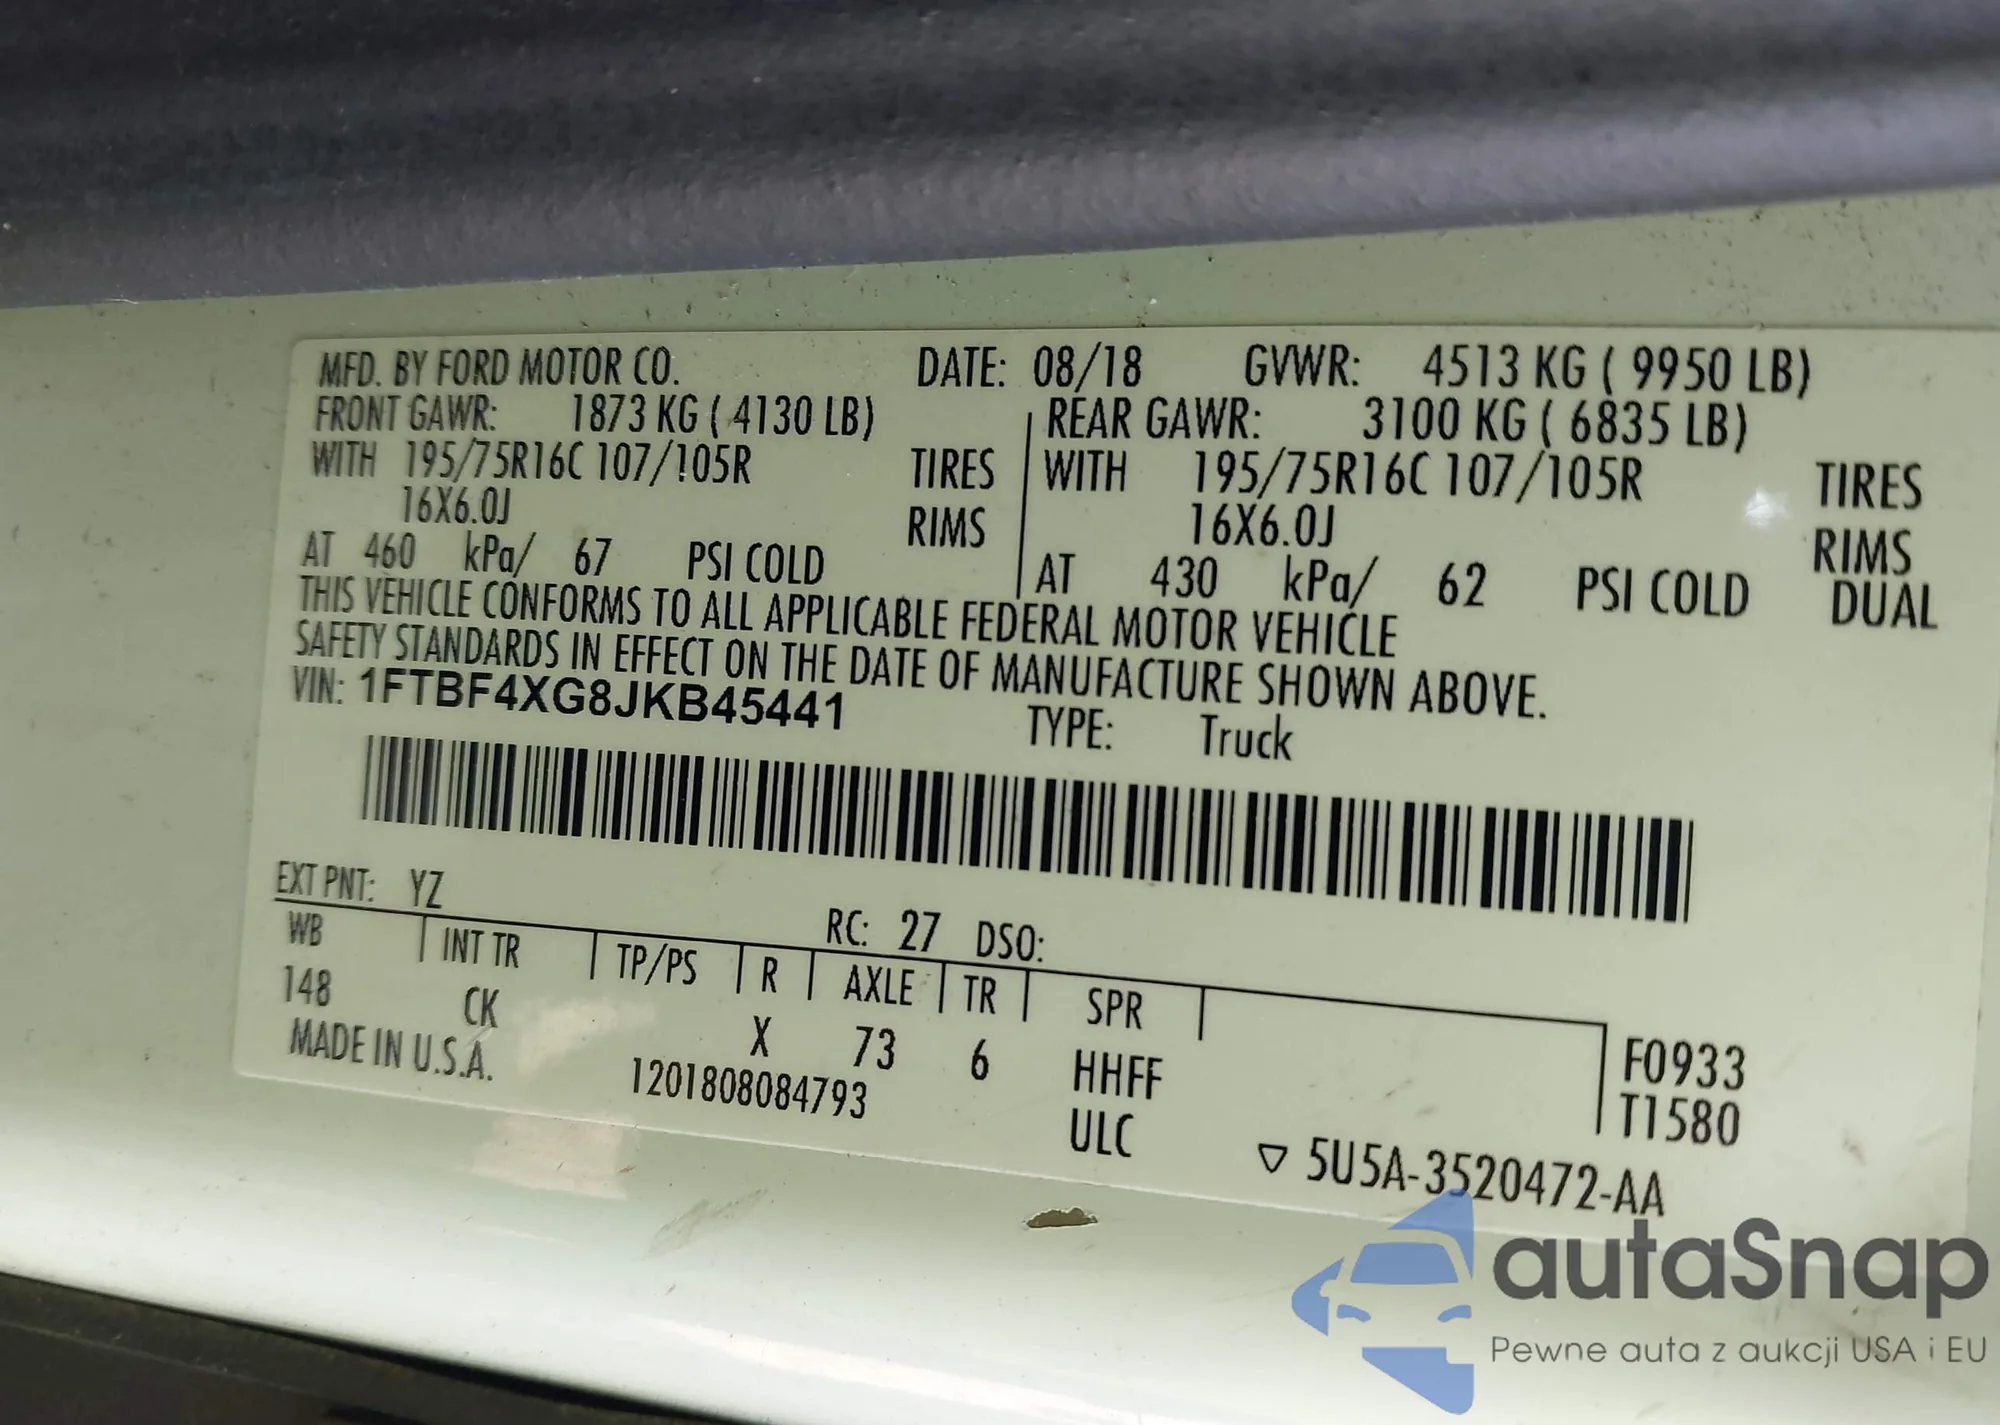 MFD. BY FORD MOTOR CO. DATE: 08/18 GVWR: 4513 KG ( 9950 LB)
FRONT GAWR: 1873 KG ( 4130 LB) REAR GAWR: 3100 KG ( 6835 LB)
WITH 195/75R16C 107/105R TIRES WITH 195/75R16C 107/105R TIRES
16X6.0J RIMS 16X6.0J RIMS
AT 460 kPa/ 67 PSI COLD AT 430 kPa/ 62 PSI COLD DUAL
THIS VEHICLE CONFORMS TO ALL APPLICABLE FEDERAL MOTOR VEHICLE
SAFETY STANDARDS IN EFFECT ON THE DATE OF MANUFACTURE SHOWN ABOVE.
VIN: 1FTBF4XG8JKB45441 TYPE: Truck
EXT PNT: YZ RC: 27 DSO:
WB INT TR TP/PS R AXLE TR SPR
148 CK X 73 6 HHFF F0933
MADE IN U.S.A. 1201808084793 ULC T1580
▽ 5U5A-3520472-AA
autaSnap
Pewne auta z aukcji USA i EU